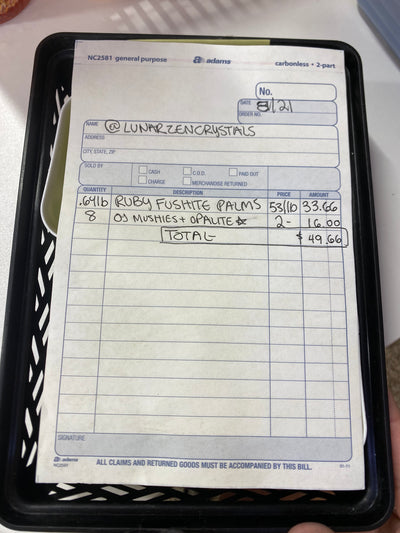 NC2581 general purpose adams carbonless • 2-part
No.
DATE 8/21
ORDER NO.
NAME @LUNARZENCRYSTALS
ADDRESS
CITY, STATE, ZIP
SOLD BY CASH C.O.D. PAID OUT
CHARGE MERCHANDISE RETURNED
QUANTITY DESCRIPTION PRICE AMOUNT
.64lb RUBY FUSHITE PALMS 53/lb 33.66
8 OJ MUSHIES + OPALITE ☆ 2- 16.00
TOTAL $ 49.66
SIGNATURE
adams
NC2581 ALL CLAIMS AND RETURNED GOODS MUST BE ACCOMPANIED BY THIS BILL.